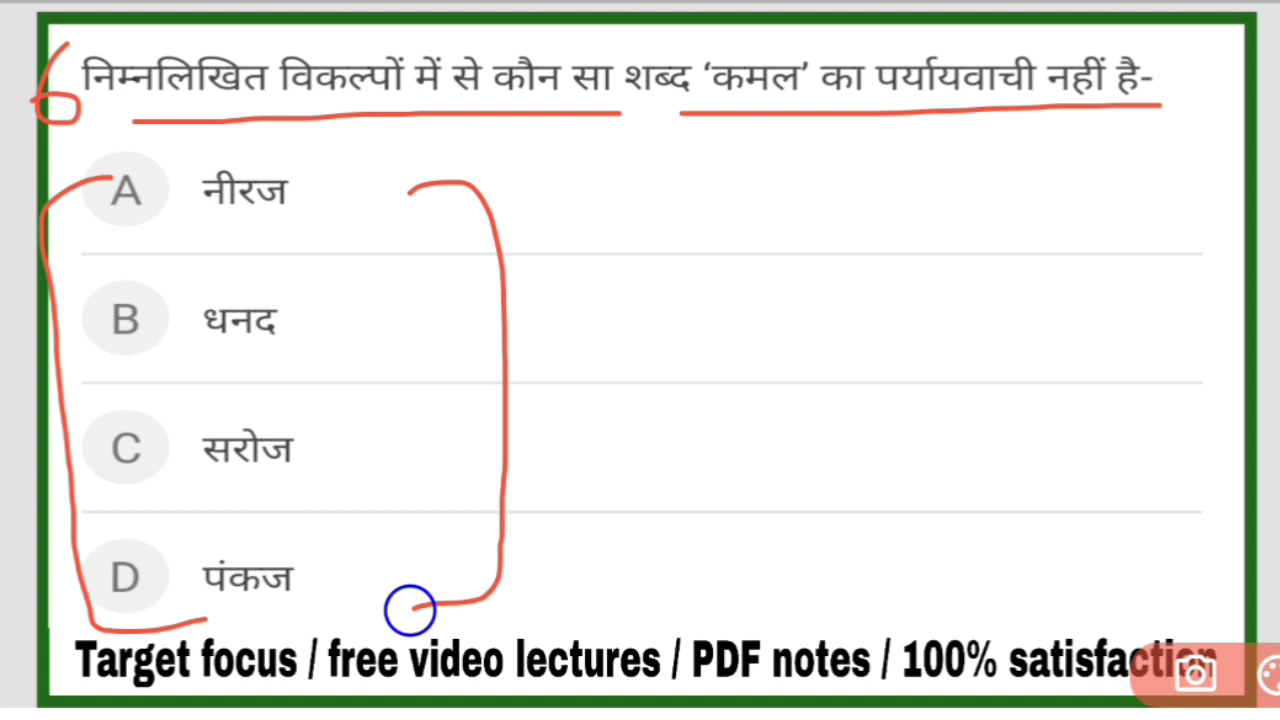 निम्नलिखित विकल्पों में से कौन सा शब्द ‘कमल’ का पर्यायवाची नहीं है-
6
A नीरज
B धनद
C सरोज
D पंकज
Target focus / free video lectures / PDF notes / 100% satisfaction